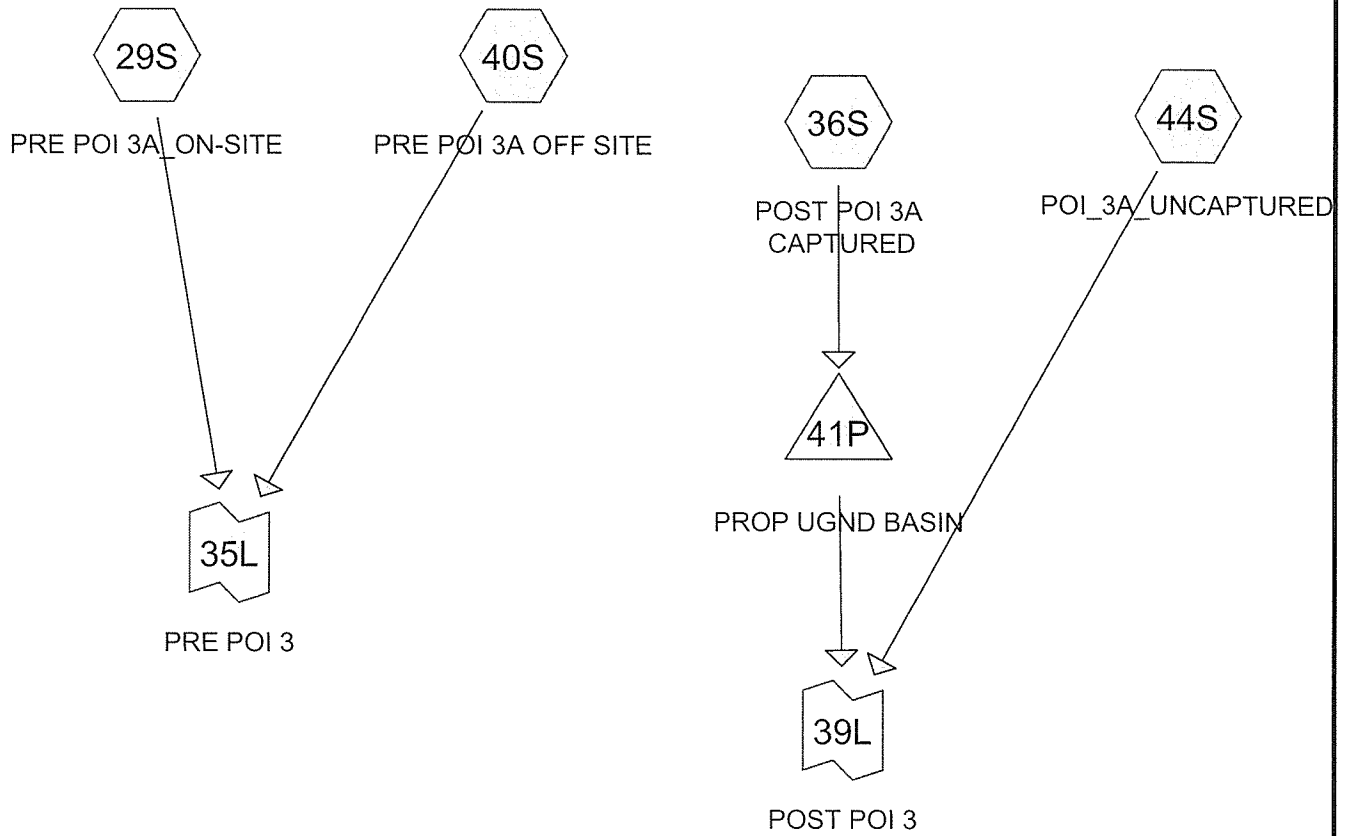 29S
PRE POI 3A_ON-SITE
40S
PRE POI 3A OFF SITE
35L
PRE POI 3
36S
POST POI 3A
CAPTURED
44S
POI_3A_UNCAPTURED
41P
PROP UGND BASIN
39L
POST POI 3